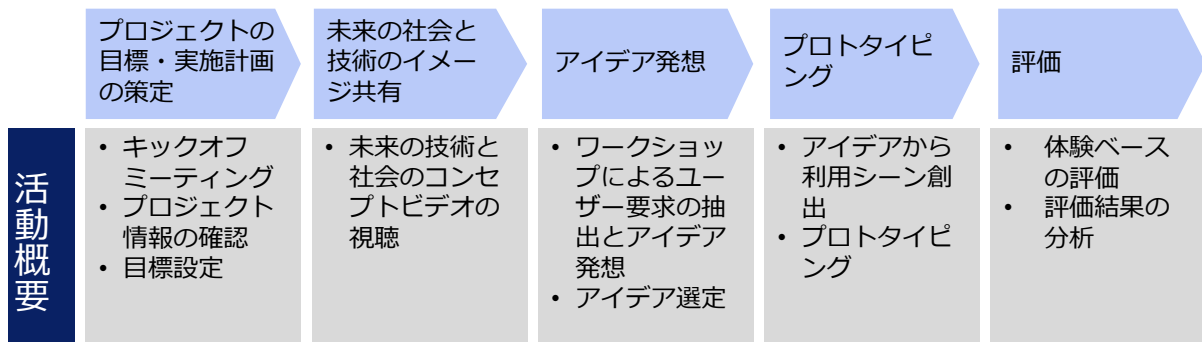 プロジェクトの
目標・実施計画
の策定
未来の社会と
技術のイメー
ジ共有
アイデア発想
プロトタイピ
ング
評価
活動概要
• キックオフ
ミーティング
• プロジェクト
情報の確認
• 目標設定
• 未来の技術と
社会のコンセ
プトビデオの
視聴
• ワークショッ
プによるユー
ザー要求の抽
出とアイデア
発想
• アイデア選定
• アイデアから
利用シーン創
出
• プロトタイピ
ング
• 体験ベース
の評価
• 評価結果の
分析